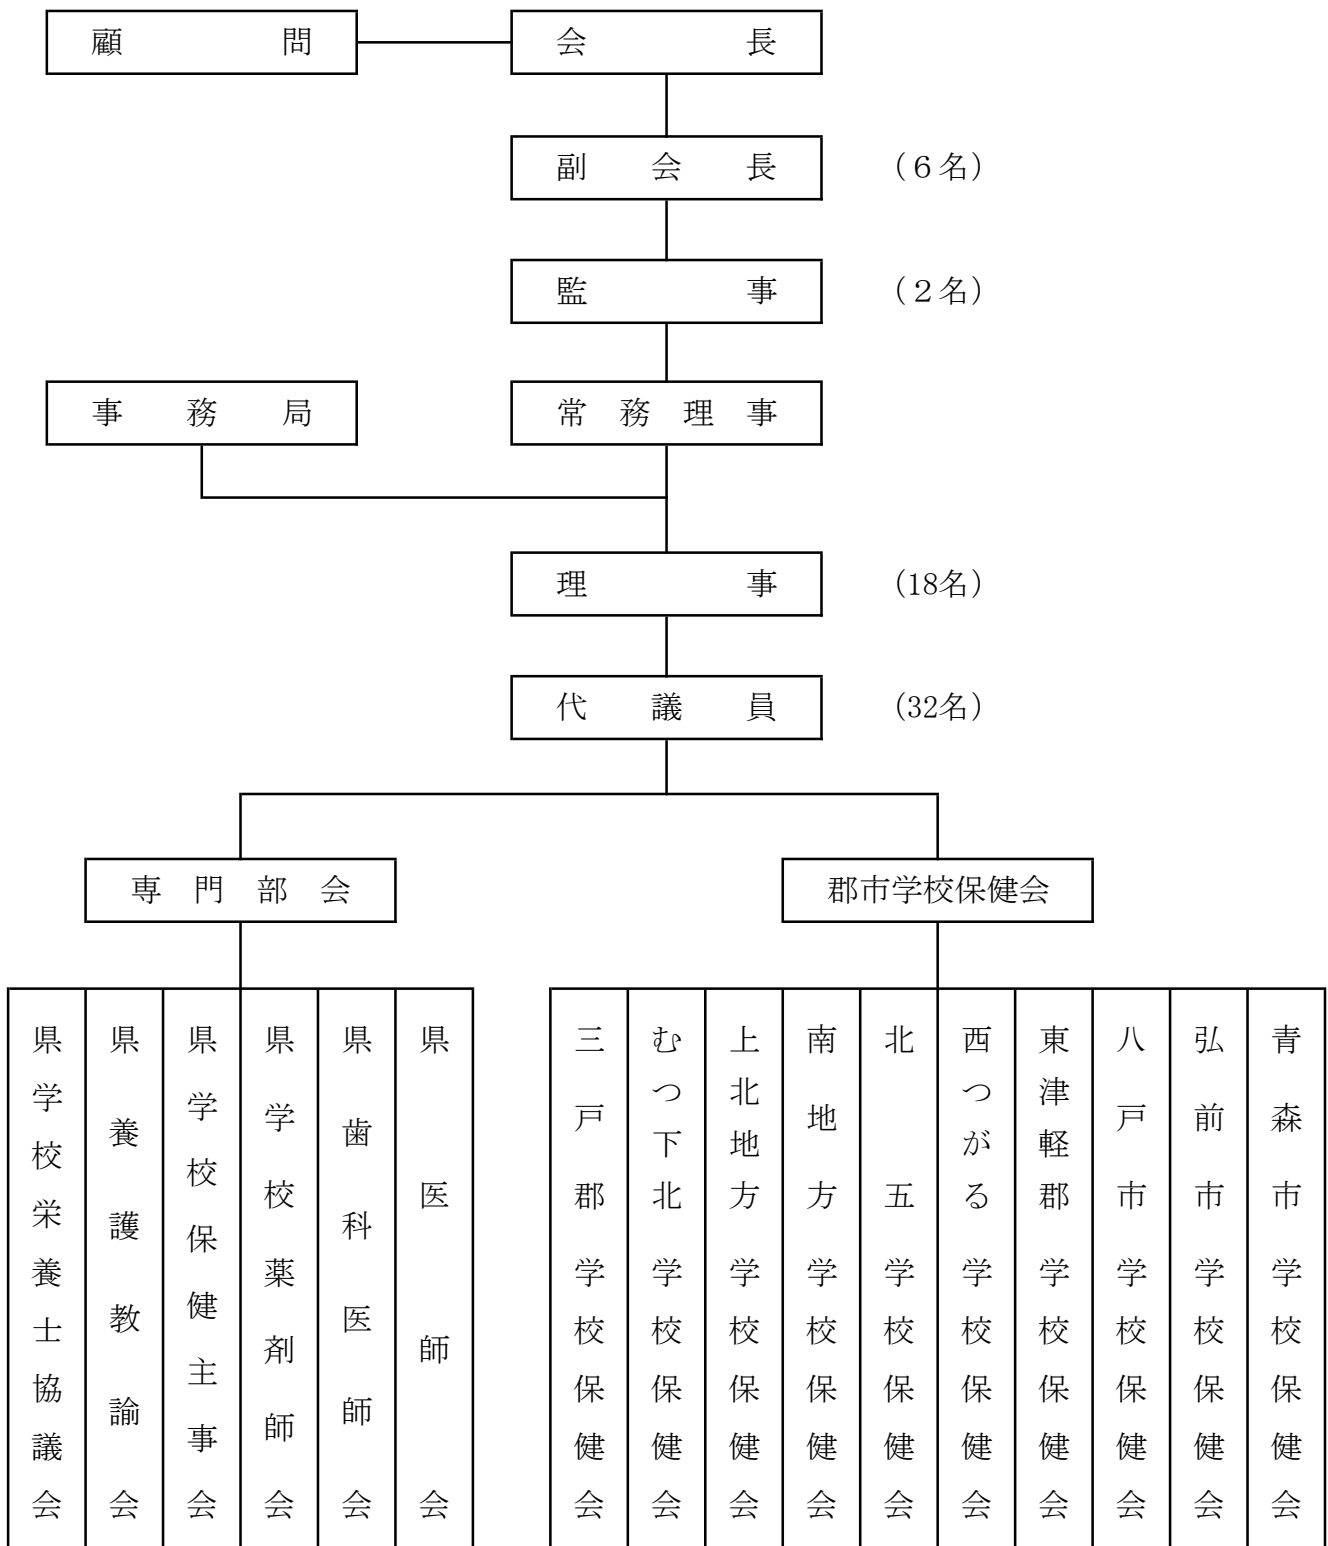 顧問
会長
副会長
（６名）
監事
（２名）
事務局
常務理事
理事
（18名）
代議員
（32名）
専門部会
郡市学校保健会
県医師会
県歯科医師会
県学校薬剤師会
県学校保健主事会
県養護教諭会
県学校栄養士協議会
青森市学校保健会
弘前市学校保健会
八戸市学校保健会
東津軽郡学校保健会
西つがる学校保健会
北五学校保健会
南地方学校保健会
上北地方学校保健会
むつ下北学校保健会
三戸郡学校保健会